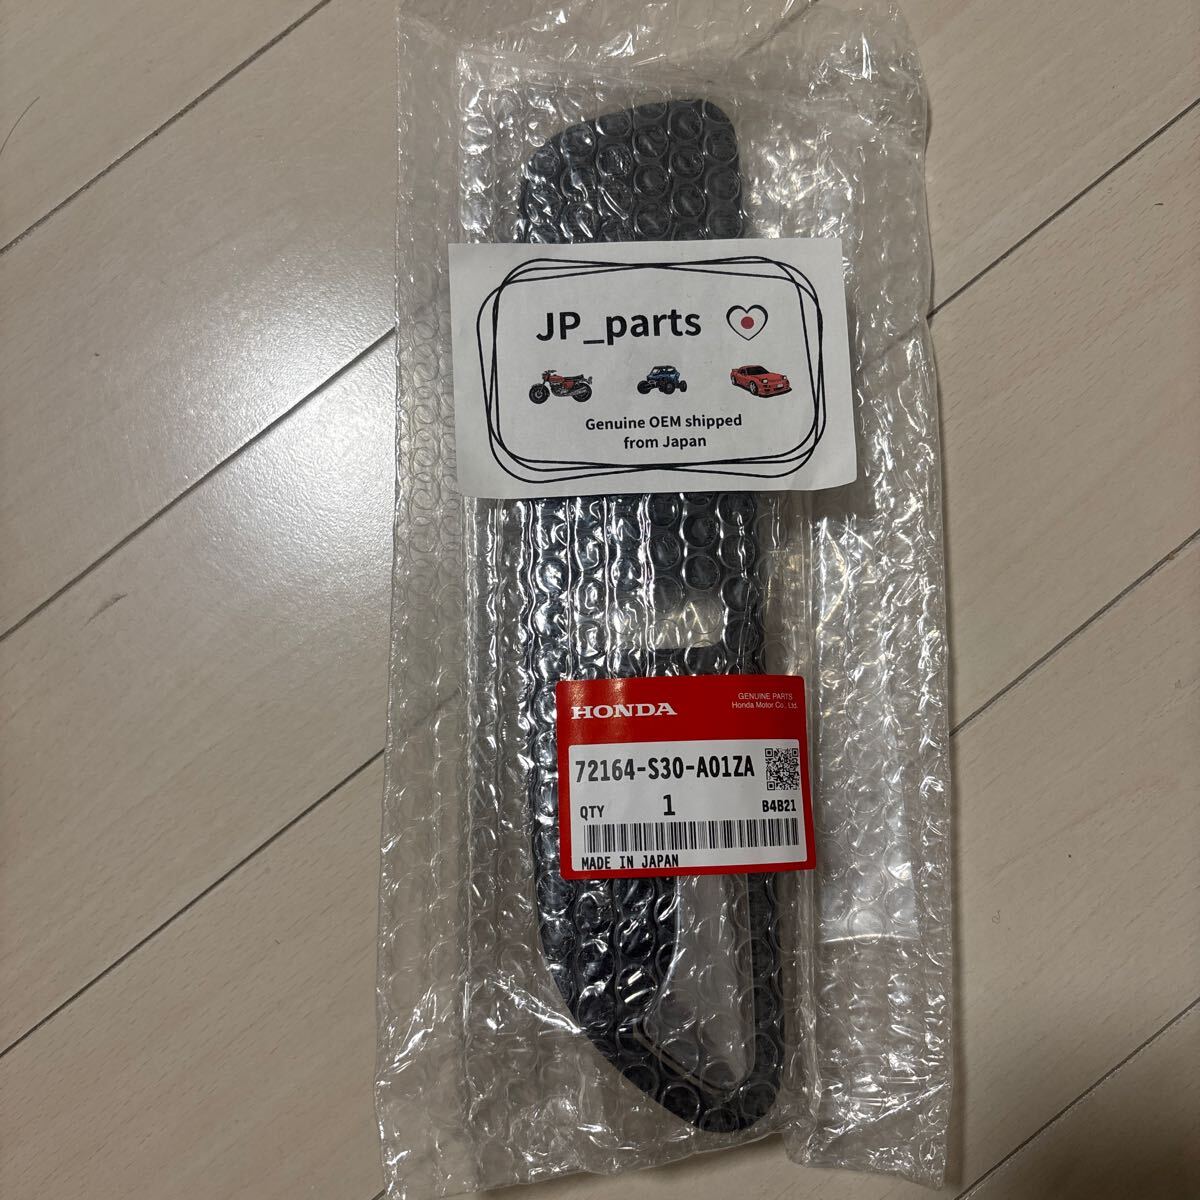 JP_parts
Genuine OEM shipped
from Japan
HONDA
GENUINE PARTS
Honda Motor Co., Ltd.
72164-S30-A01ZA
QTY 1 B4B21
MADE IN JAPAN